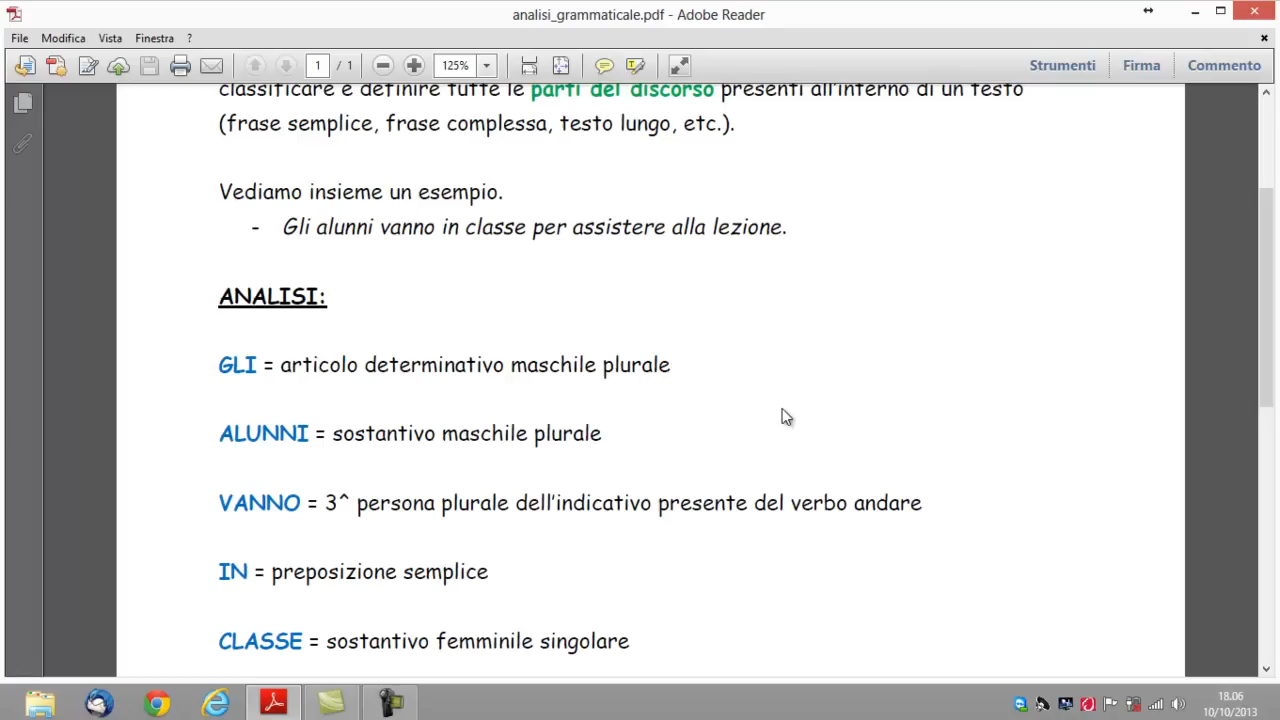 analisi_grammaticale.pdf - Adobe Reader
File Modifica Vista Finestra ?
1 / 1 125% Strumenti Firma Commento
classificare e definire tutte le parti del discorso presenti all'interno di un testo
(frase semplice, frase complessa, testo lungo, etc.).
Vediamo insieme un esempio.
- Gli alunni vanno in classe per assistere alla lezione.
ANALISI:
GLI = articolo determinativo maschile plurale
ALUNNI = sostantivo maschile plurale
VANNO = 3^ persona plurale dell'indicativo presente del verbo andare
IN = preposizione semplice
CLASSE = sostantivo femminile singolare
18.06
10/10/2013